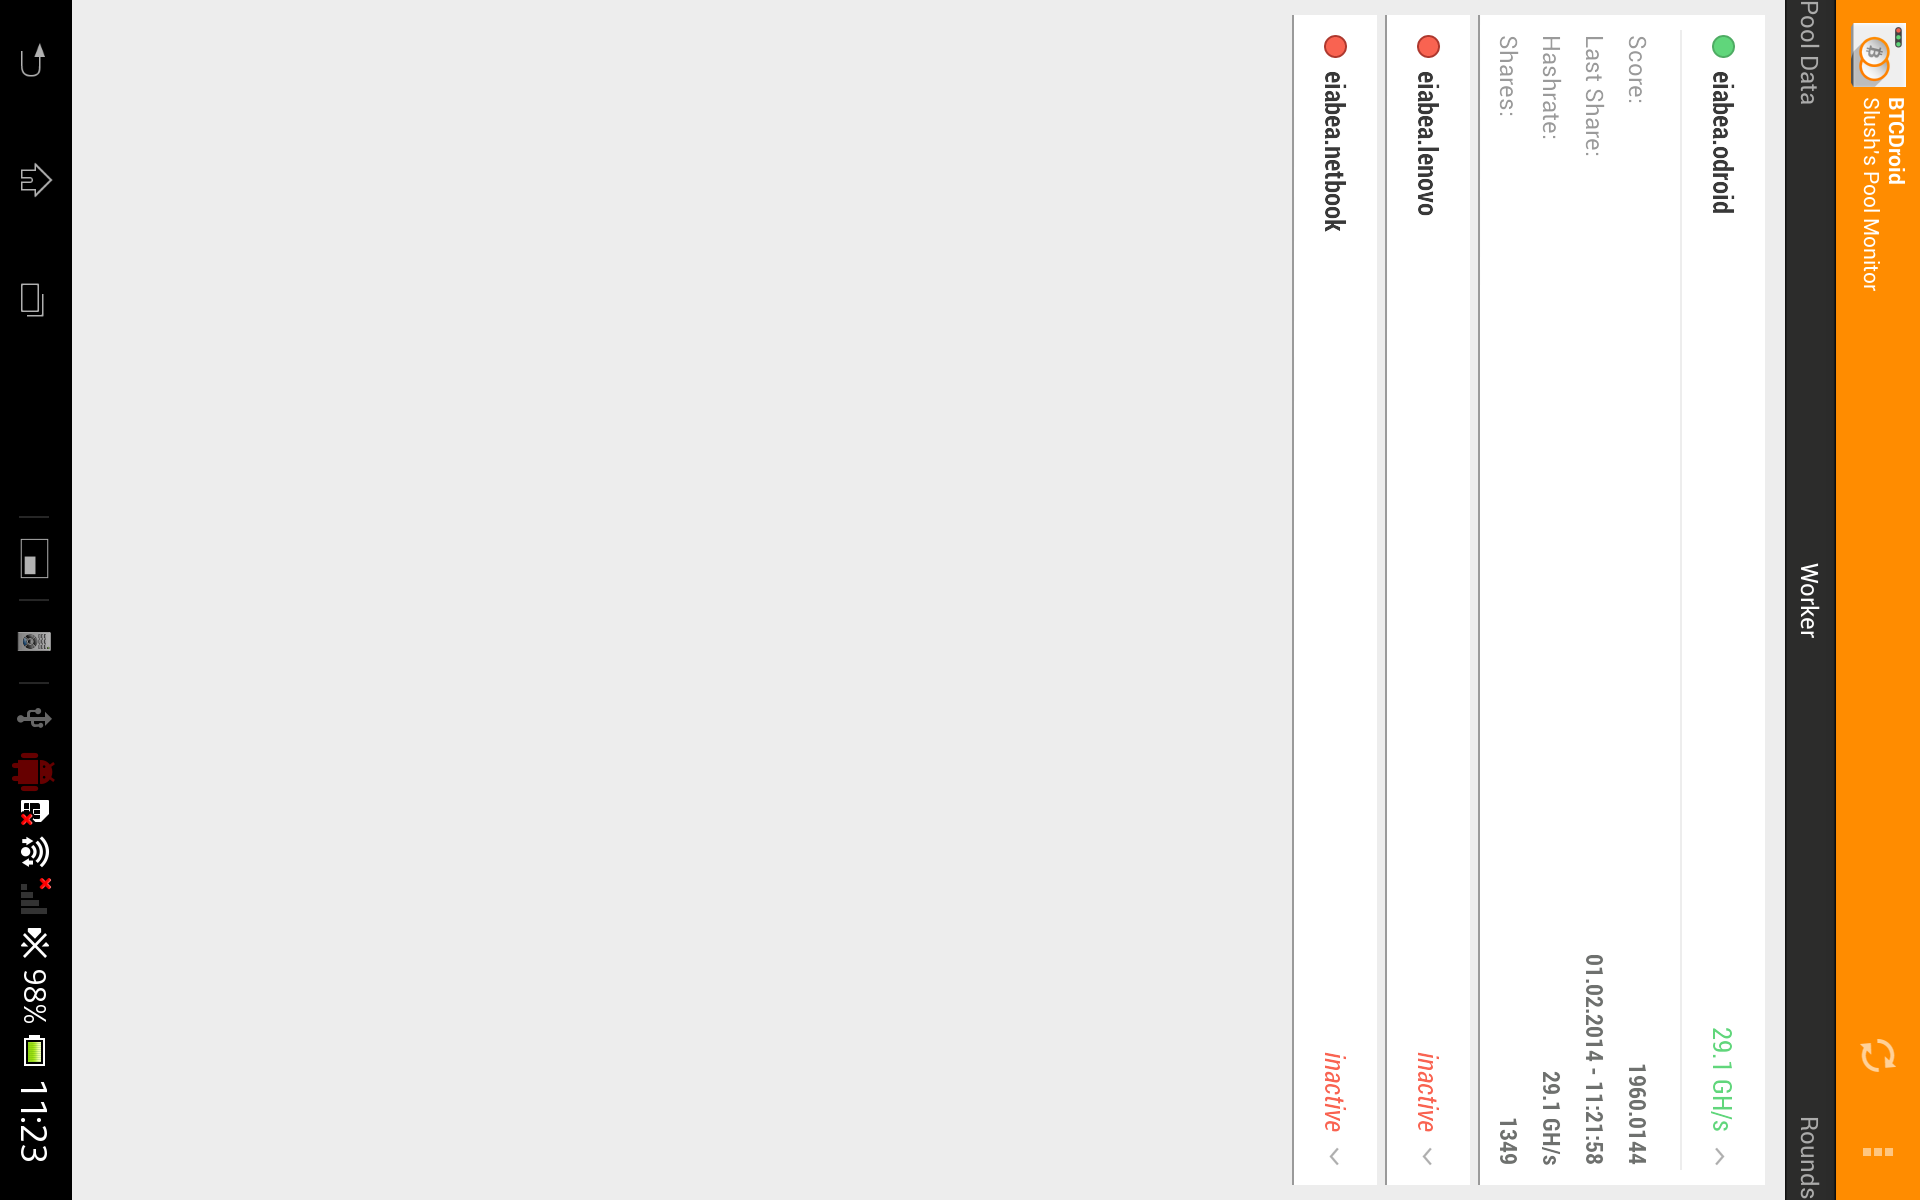 BTCDroid
Slush's Pool Monitor
Pool Data
Worker
Rounds
eiabea.odroid 29.1 GH/s
Score: 1960.0144
Last Share: 01.02.2014 - 11:21:58
Hashrate: 29.1 GH/s
Shares: 1349
eiabea.lenovo inactive
eiabea.netbook inactive
98% 11:23